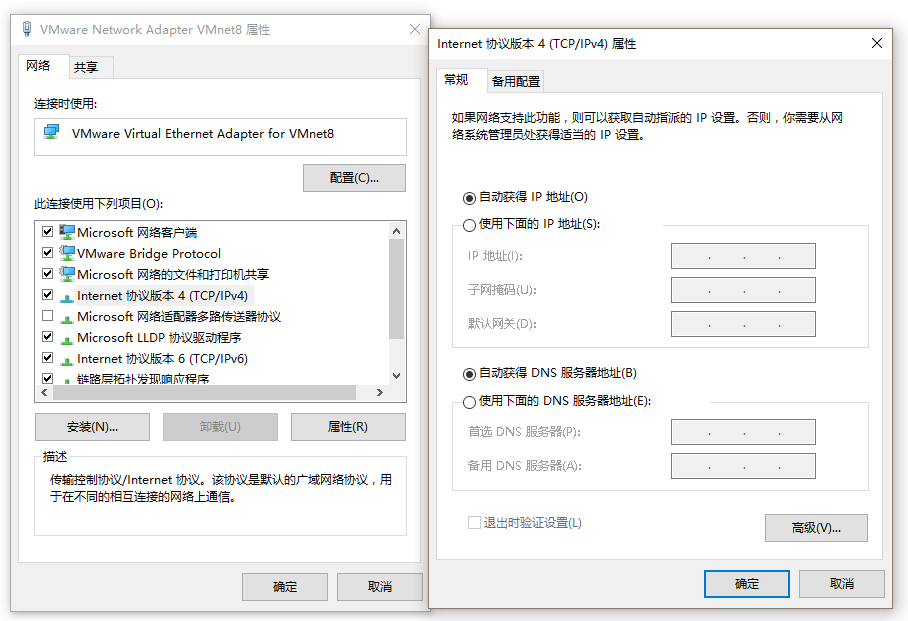 VMware Network Adapter VMnet8 属性
网络
共享
连接时使用:
VMware Virtual Ethernet Adapter for VMnet8
配置(C)...
此连接使用下列项目(O):
Microsoft 网络客户端
VMware Bridge Protocol
Microsoft 网络的文件和打印机共享
Internet 协议版本 4 (TCP/IPv4)
Microsoft 网络适配器多路传送器协议
Microsoft LLDP 协议驱动程序
Internet 协议版本 6 (TCP/IPv6)
链路层拓扑发现响应程序
安装(N)...
卸载(U)
属性(R)
描述
传输控制协议/Internet 协议。该协议是默认的广域网络协议，用
于在不同的相互连接的网络上通信。
确定
取消
Internet 协议版本 4 (TCP/IPv4) 属性
常规
备用配置
如果网络支持此功能，则可以获取自动指派的 IP 设置。否则，你需要从网
络系统管理员处获得适当的 IP 设置。
自动获得 IP 地址(O)
使用下面的 IP 地址(S):
IP 地址(I):
子网掩码(U):
默认网关(D):
自动获得 DNS 服务器地址(B)
使用下面的 DNS 服务器地址(E):
首选 DNS 服务器(P):
备用 DNS 服务器(A):
退出时验证设置(L)
高级(V)...
确定
取消